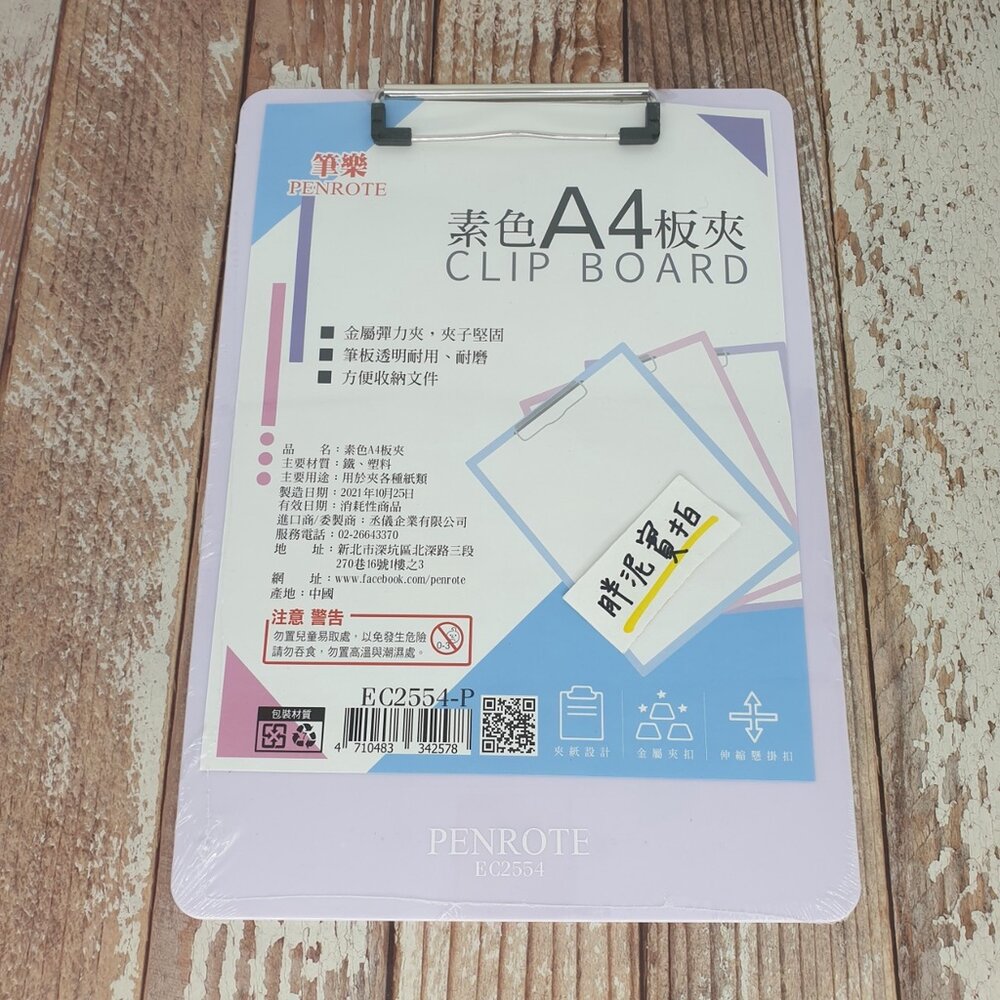 筆樂
PENROTE
素色A4板夾
CLIP BOARD
■ 金屬彈力夾，夾子堅固
■ 筆板透明耐用、耐磨
■ 方便收納文件
品　　名：素色A4板夾
主要材質：鐵、塑料
主要用途：用於夾各種紙類
製造日期：2021年10月25日
有效日期：消耗性商品
進口商/委製商：丞儀企業有限公司
服務電話：02-26643370
地　　址：新北市深坑區北深路三段
270巷16號1樓之3
網　　址：www.facebook.com/penrote
產地：中國
胖泥實拍
注意 警告
勿置兒童易取處，以免發生危險
請勿吞食，勿置高溫與潮濕處。
0-3
EC2554-P
包裝材質
4 710483 342578
夾紙設計
金屬夾扣
伸縮懸掛扣
PENROTE
EC2554